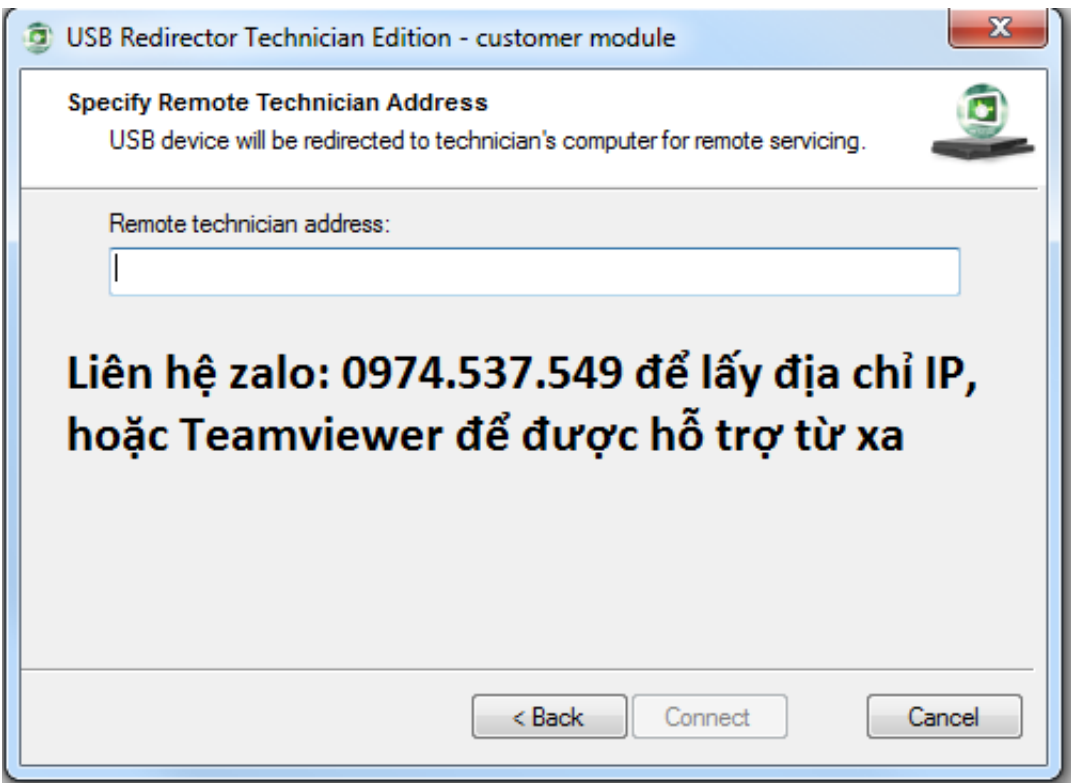 USB Redirector Technician Edition - customer module
Specify Remote Technician Address
USB device will be redirected to technician's computer for remote servicing.
Remote technician address:
Liên hệ zalo: 0974.537.549 để lấy địa chỉ IP,
hoặc Teamviewer để được hỗ trợ từ xa
< Back Connect Cancel